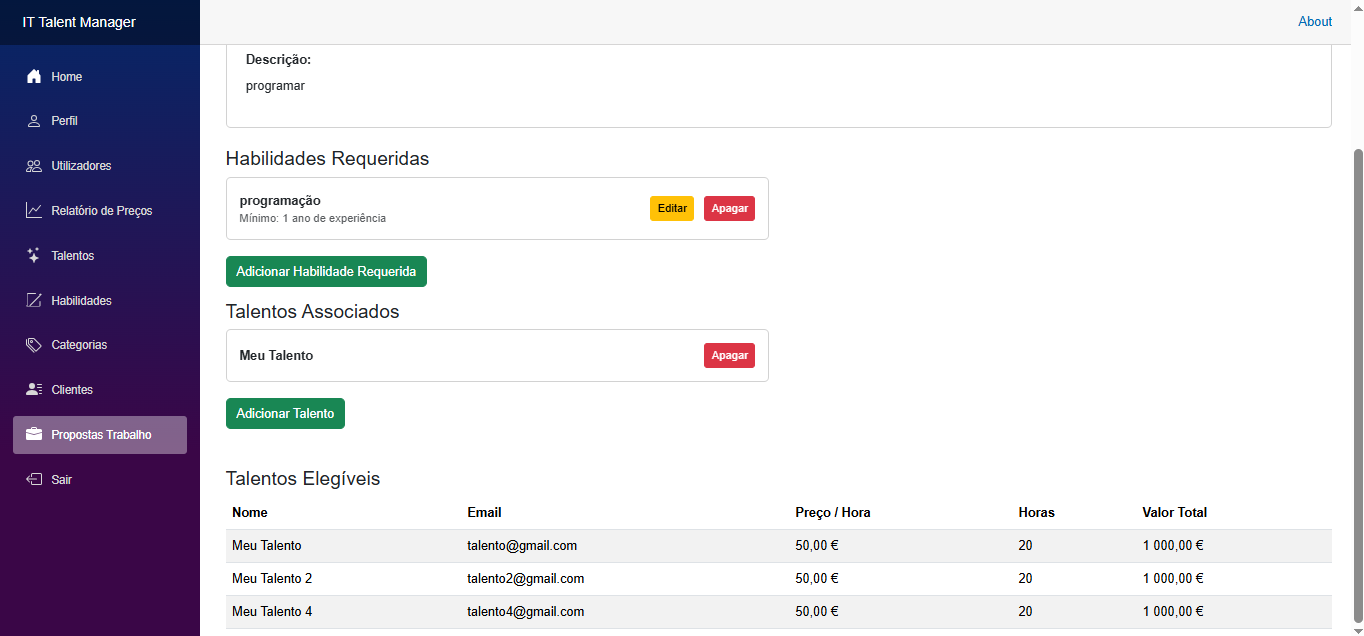 IT Talent Manager
About
Home
Perfil
Utilizadores
Relatório de Preços
Talentos
Habilidades
Categorias
Clientes
Propostas Trabalho
Sair
Descrição:
programar
Habilidades Requeridas
programação
Mínimo: 1 ano de experiência
Editar Apagar
Adicionar Habilidade Requerida
Talentos Associados
Meu Talento Apagar
Adicionar Talento
Talentos Elegíveis
Nome Email Preço / Hora Horas Valor Total
Meu Talento talento@gmail.com 50,00 € 20 1 000,00 €
Meu Talento 2 talento2@gmail.com 50,00 € 20 1 000,00 €
Meu Talento 4 talento4@gmail.com 50,00 € 20 1 000,00 €